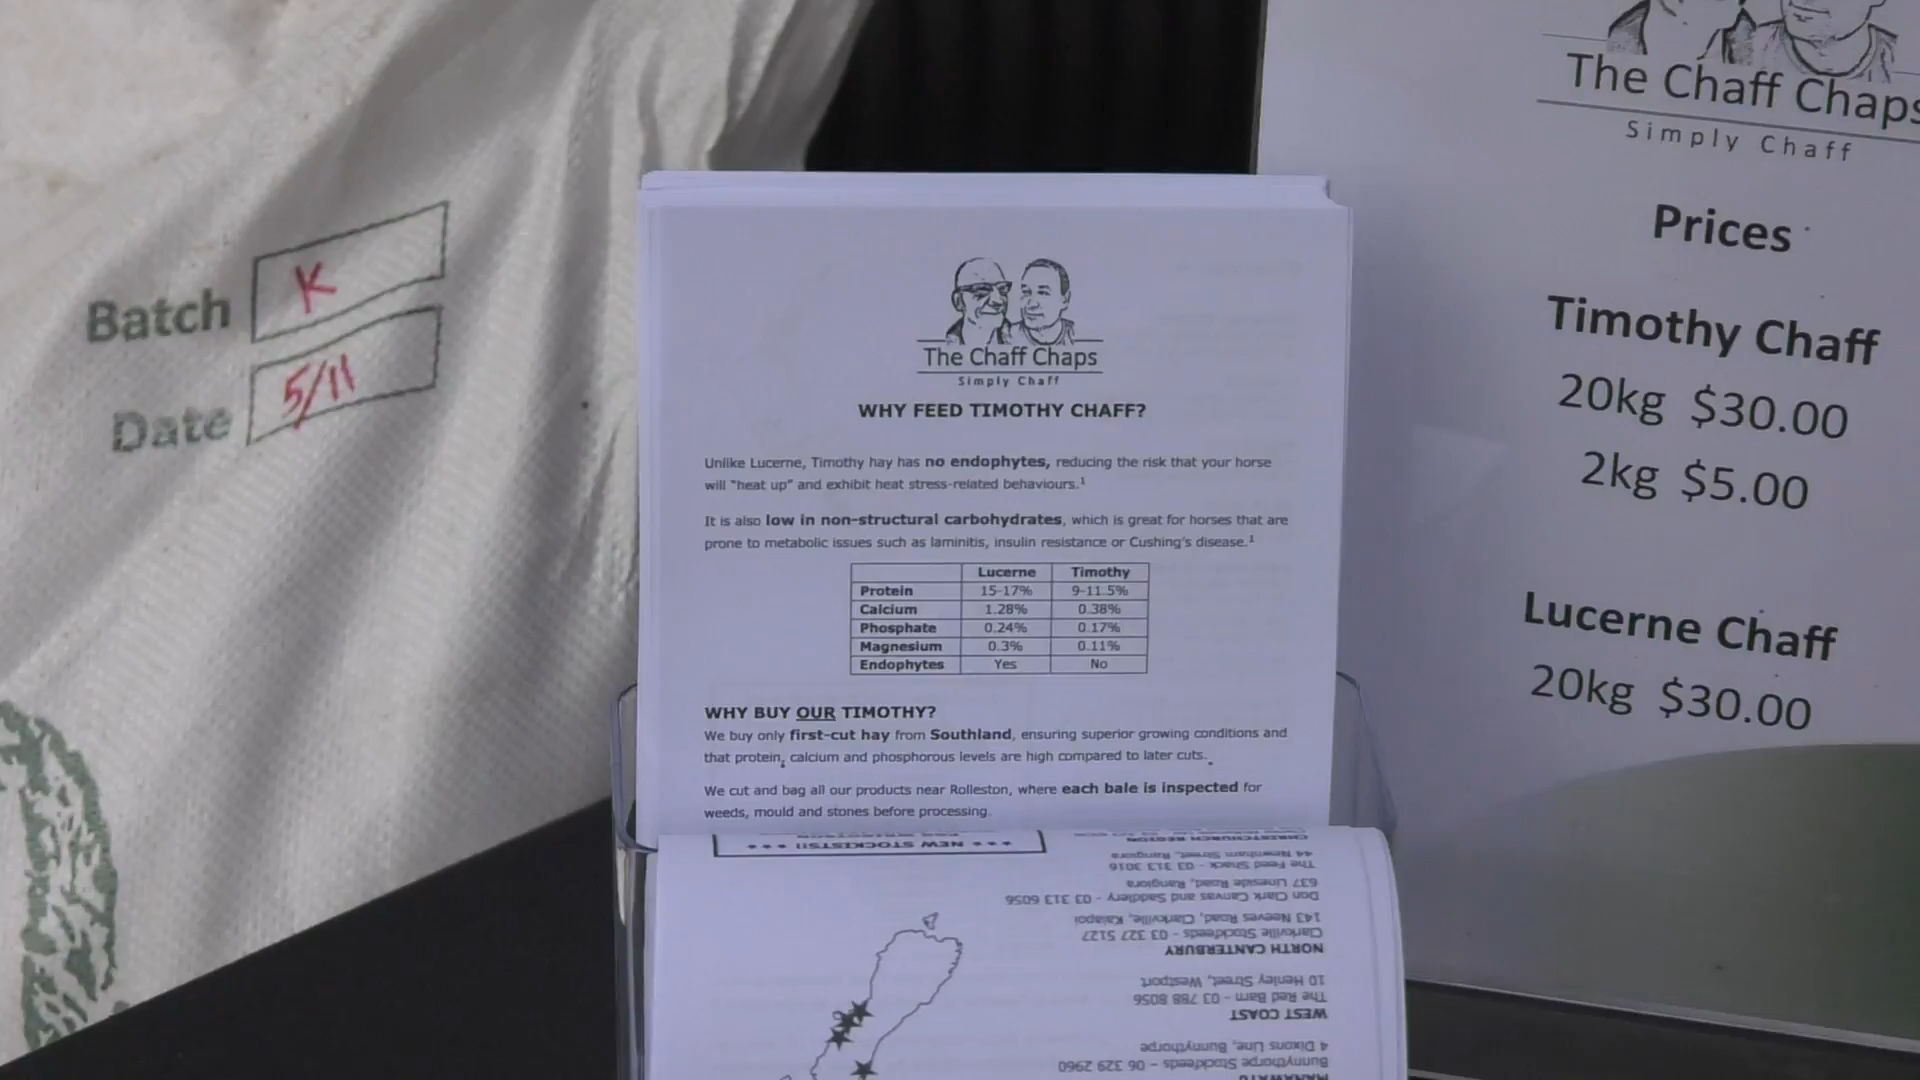 Batch K
Date 5/11
The Chaff Chaps
Simply Chaff
WHY FEED TIMOTHY CHAFF?
Unlike Lucerne, Timothy hay has no endophytes, reducing the risk that your horse
will "heat up" and exhibit heat stress-related behaviours.¹
It is also low in non-structural carbohydrates, which is great for horses that are
prone to metabolic issues such as laminitis, insulin resistance or Cushing's disease.¹
Lucerne Timothy
Protein 15-17% 9-11.5%
Calcium 1.28% 0.38%
Phosphate 0.24% 0.17%
Magnesium 0.3% 0.11%
Endophytes Yes No
WHY BUY OUR TIMOTHY?
We buy only first-cut hay from Southland, ensuring superior growing conditions and
that protein, calcium and phosphorous levels are high compared to later cuts.
We cut and bag all our products near Rolleston, where each bale is inspected for
weeds, mould and stones before processing.
MANAWATU
Bunnythorpe Stockfeeds - 06 329 2960
4 Dixons Line, Bunnythorpe
WEST COAST
The Red Barn - 03 788 8056
10 Henley Street, Westport
NORTH CANTERBURY
Clarkville Stockfeeds - 03 327 5127
143 Neeves Road, Clarkville, Kaiapoi
Don Clark Canvas and Saddlery - 03 313 6056
637 Lineside Road, Rangiora
The Feed Shack - 03 313 3016
44 Newnham Street, Rangiora
CHRISTCHURCH REGION
*** NEW STOCKISTS!! ***
The Chaff Chaps
Simply Chaff
Prices
Timothy Chaff
20kg $30.00
2kg $5.00
Lucerne Chaff
20kg $30.00